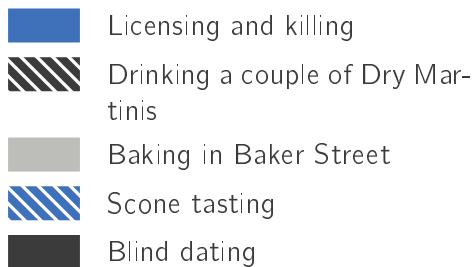 Licensing and killing
Drinking a couple of Dry Mar-
tinis
Baking in Baker Street
Scone tasting
Blind dating